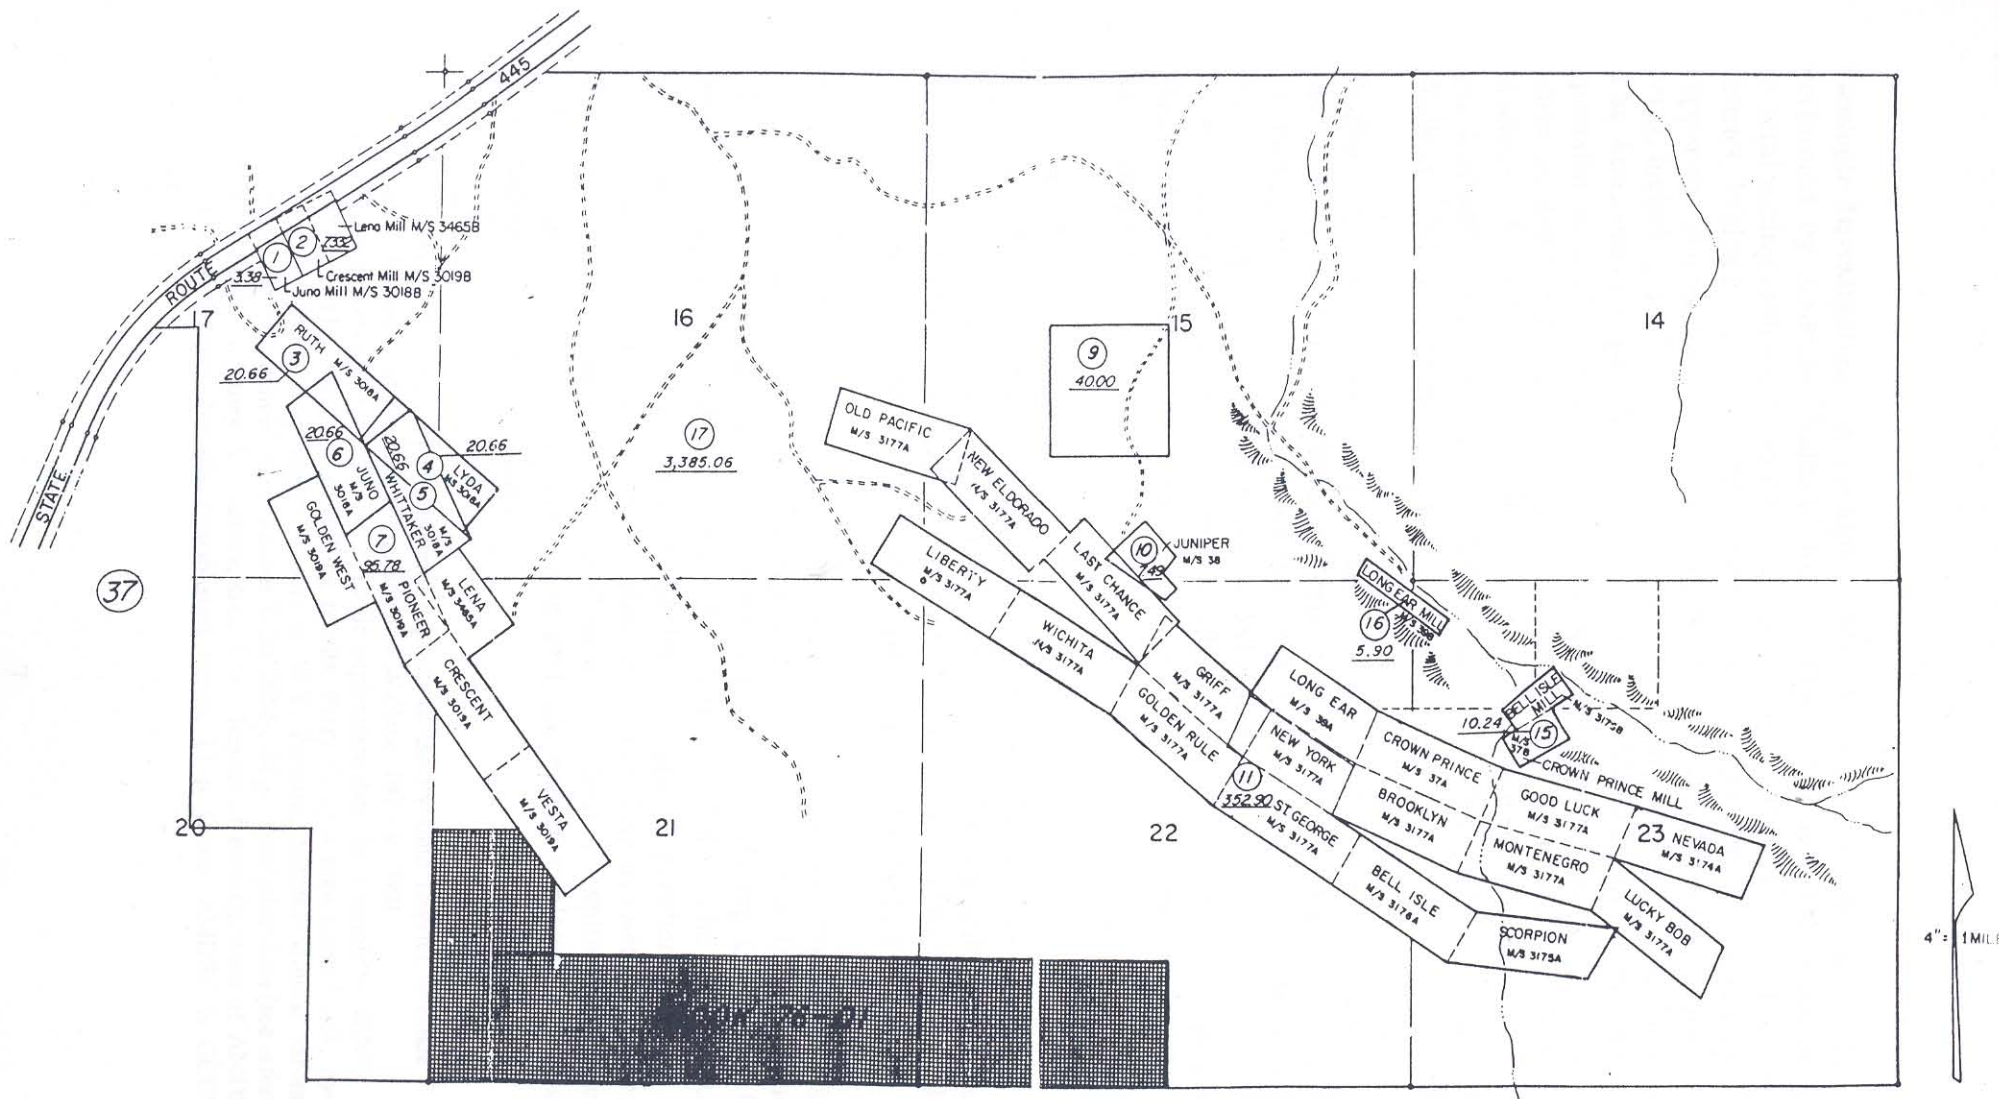 445
ROUTE
STATE
1
3.38
2
Leno Mill M/S 3465B
Crescent Mill M/S 3019B
Juno Mill M/S 3018B
17
16
15
14
RUTH M/S 3018A
3
20.66
20.66
6
JUNO
M/S
3018A
20.66
4
20.66
LYDA
M/S 3018A
5
WHITTAKER
M/S
3018A
GOLDEN WEST
M/S 3019A
7
95.78
PIONEER
M/S 3019A
LENA
M/S 3465A
CRESCENT
M/S 3019A
VESTA
M/S 3019A
37
17
3,385.06
9
40.00
OLD PACIFIC
M/S 3177A
NEW ELDORADO
M/S 3177A
LAST CHANCE
M/S 3177A
10
JUNIPER
M/S 38
LIBERTY
M/S 3177A
WICHITA
M/S 3177A
GRIFF
M/S 3177A
GOLDEN RULE
M/S 3177A
LONG EAR MILL
16
5.90
LONG EAR
M/S 39A
NEW YORK
M/S 3177A
11
352.90
ST GEORGE
M/S 3177A
CROWN PRINCE
M/S 37A
BROOKLYN
M/S 3177A
BELL ISLE
MILL
10.24
15
M/S
37B
CROWN PRINCE MILL
GOOD LUCK
M/S 3177A
MONTENEGRO
M/S 3177A
NEVADA
M/S 3174A
BELL ISLE
M/S 3176A
SCORPION
M/S 3175A
LUCKY BOB
M/S 3177A
20
21
22
23
4" = 1 MILE
76-01